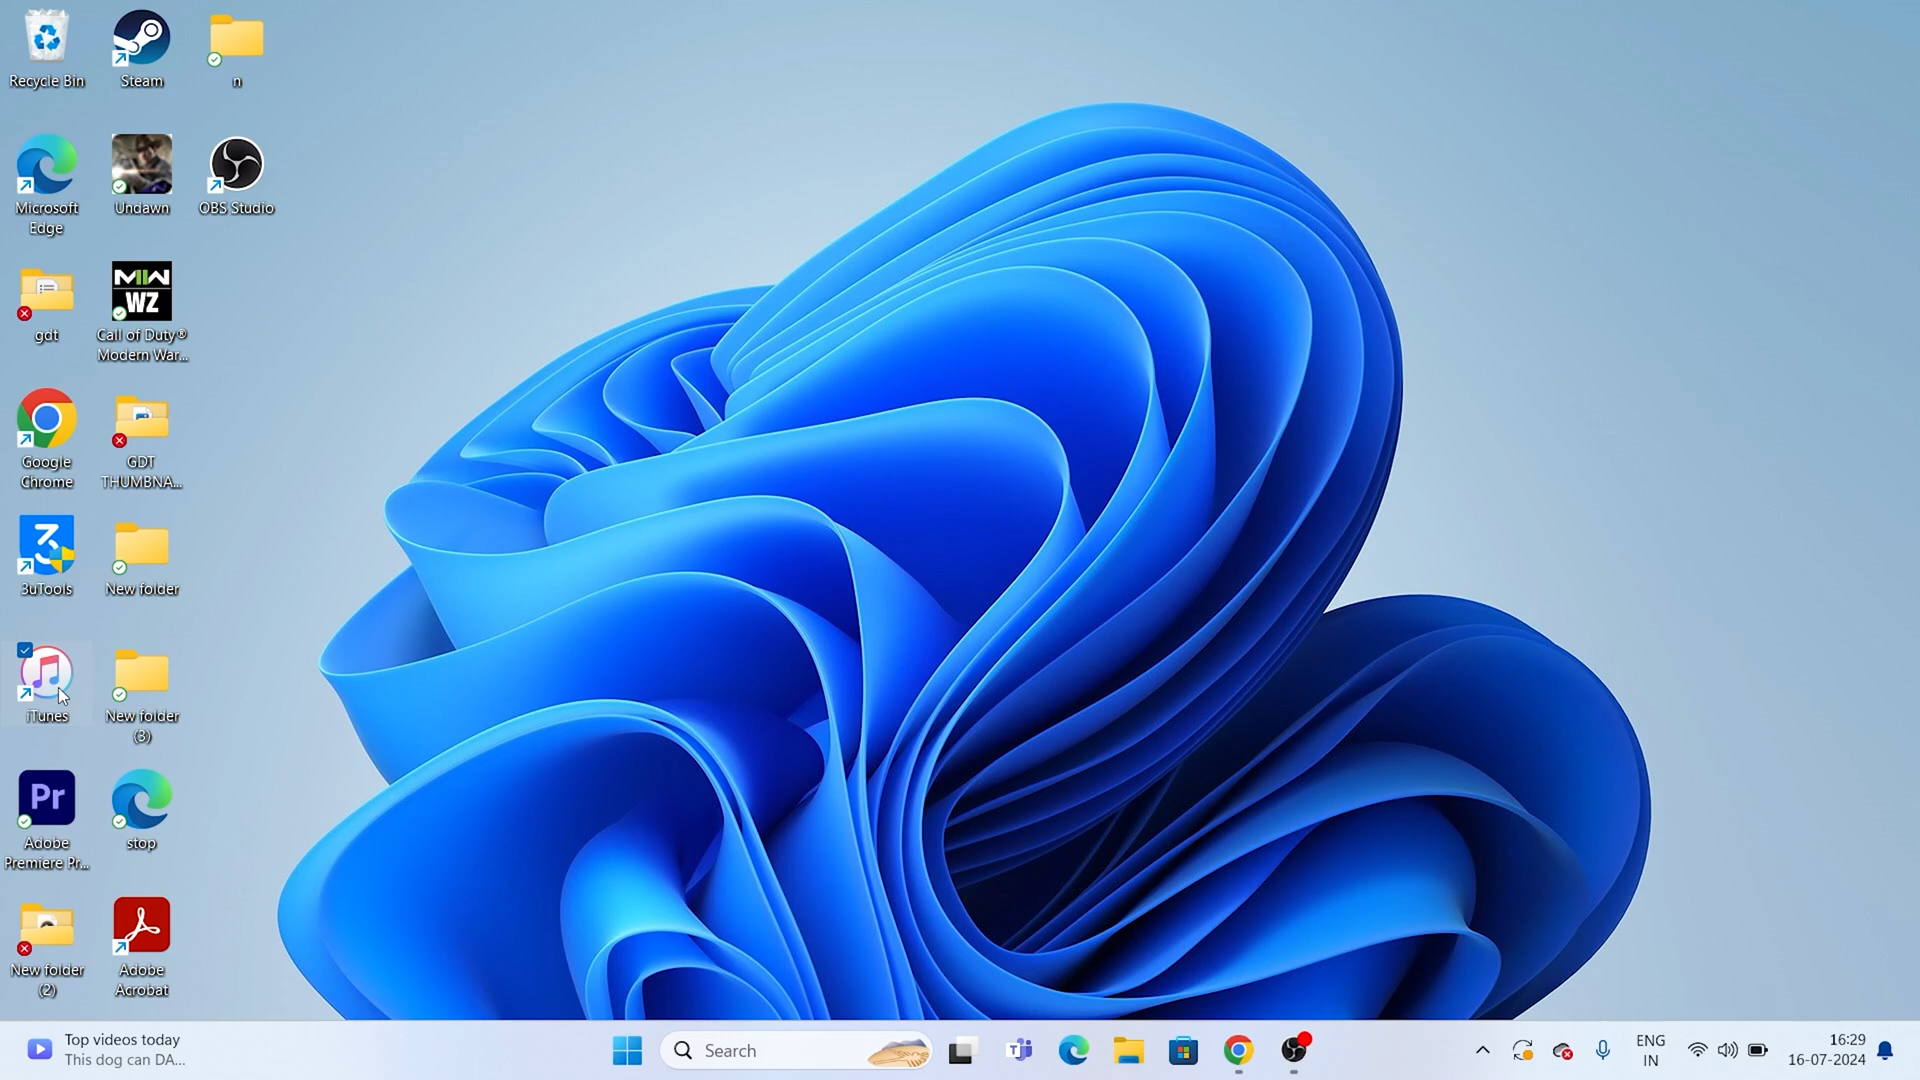 Recycle Bin
Steam
n
Microsoft
Edge
Undawn
OBS Studio
gdt
MIIW
WZ
Call of Duty®
Modern War...
Google
Chrome
GDT
THUMBNA...
3uTools
New folder
iTunes
New folder
(3)
Pr
Adobe
Premiere Pr...
stop
New folder
(2)
Adobe
Acrobat
Top videos today
This dog can DA...
Search
ENG
IN
16:29
16-07-2024